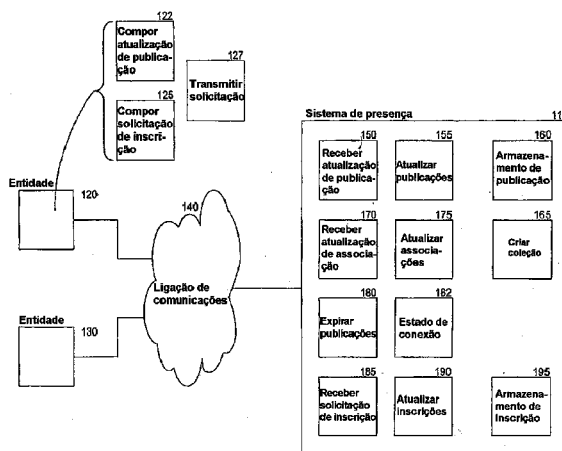 122
Compor
atualização
de publica-
ção
125
Compor
solicitação
de inscri-
ção
127
Transmitir
solicitação
Entidade
120
Entidade
130
140
Ligação de
comunicações
Sistema de presença
11
150
Receber
atualização
de publica-
ção
155
Atualizar
publicações
160
Armazena-
mento de
publicação
170
Receber
atualização
de associa-
ção
175
Atualizar
associa-
ções
165
Criar
coleção
180
Expirar
publicações
182
Estado de
conexão
185
Receber
solicitação
de inscrição
190
Atualizar
inscrições
195
Armazena-
mento de
inscrição